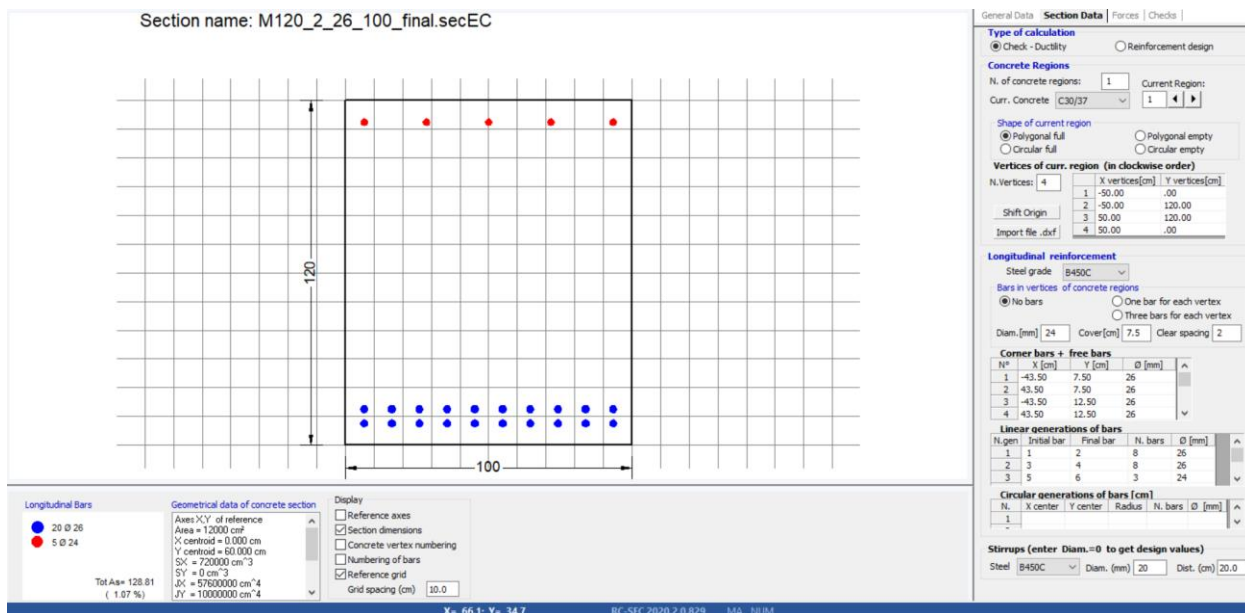 Section name: M120_2_26_100_final.secEC
120
100
General Data | Section Data | Forces | Checks |
Type of calculation
Check - Ductility Reinforcement design
Concrete Regions
N. of concrete regions: 1 Current Region:
Curr. Concrete C30/37 1
Shape of current region
Polygonal full Polygonal empty
Circular full Circular empty
Vertices of curr. region (in clockwise order)
N.Vertices: 4 X vertices[cm] Y vertices[cm]
1 -50.00 .00
2 -50.00 120.00
Shift Origin 3 50.00 120.00
Import file .dxf 4 50.00 .00
Longitudinal reinforcement
Steel grade B450C
Bars in vertices of concrete regions
No bars One bar for each vertex
Three bars for each vertex
Diam.[mm] 24 Cover[cm] 7.5 Clear spacing 2
Corner bars + free bars
N° X [cm] Y [cm] Ø [mm]
1 -43.50 7.50 26
2 43.50 7.50 26
3 -43.50 12.50 26
4 43.50 12.50 26
Linear generations of bars
N.gen Initial bar Final bar N. bars Ø [mm]
1 1 2 8 26
2 3 4 8 26
3 5 6 3 24
Circular generations of bars [cm]
N. X center Y center Radius N. bars Ø [mm]
1
Stirrups (enter Diam.=0 to get design values)
Steel B450C Diam. (mm) 20 Dist. (cm) 20.0
Longitudinal Bars
20 Ø 26
5 Ø 24
Tot As= 128.81
( 1.07 %)
Geometrical data of concrete section
Axes X,Y of reference
Area = 12000 cm²
X centroid = 0.000 cm
Y centroid = 60.000 cm
SX = 720000 cm^3
SY = 0 cm^3
JX = 57600000 cm^4
JY = 10000000 cm^4
Display
Reference axes
Section dimensions
Concrete vertex numbering
Numbering of bars
Reference grid
Grid spacing (cm) 10.0
X= 66.1; Y= 34.7 RC-SEC 2020.2.0.829 MA NUM